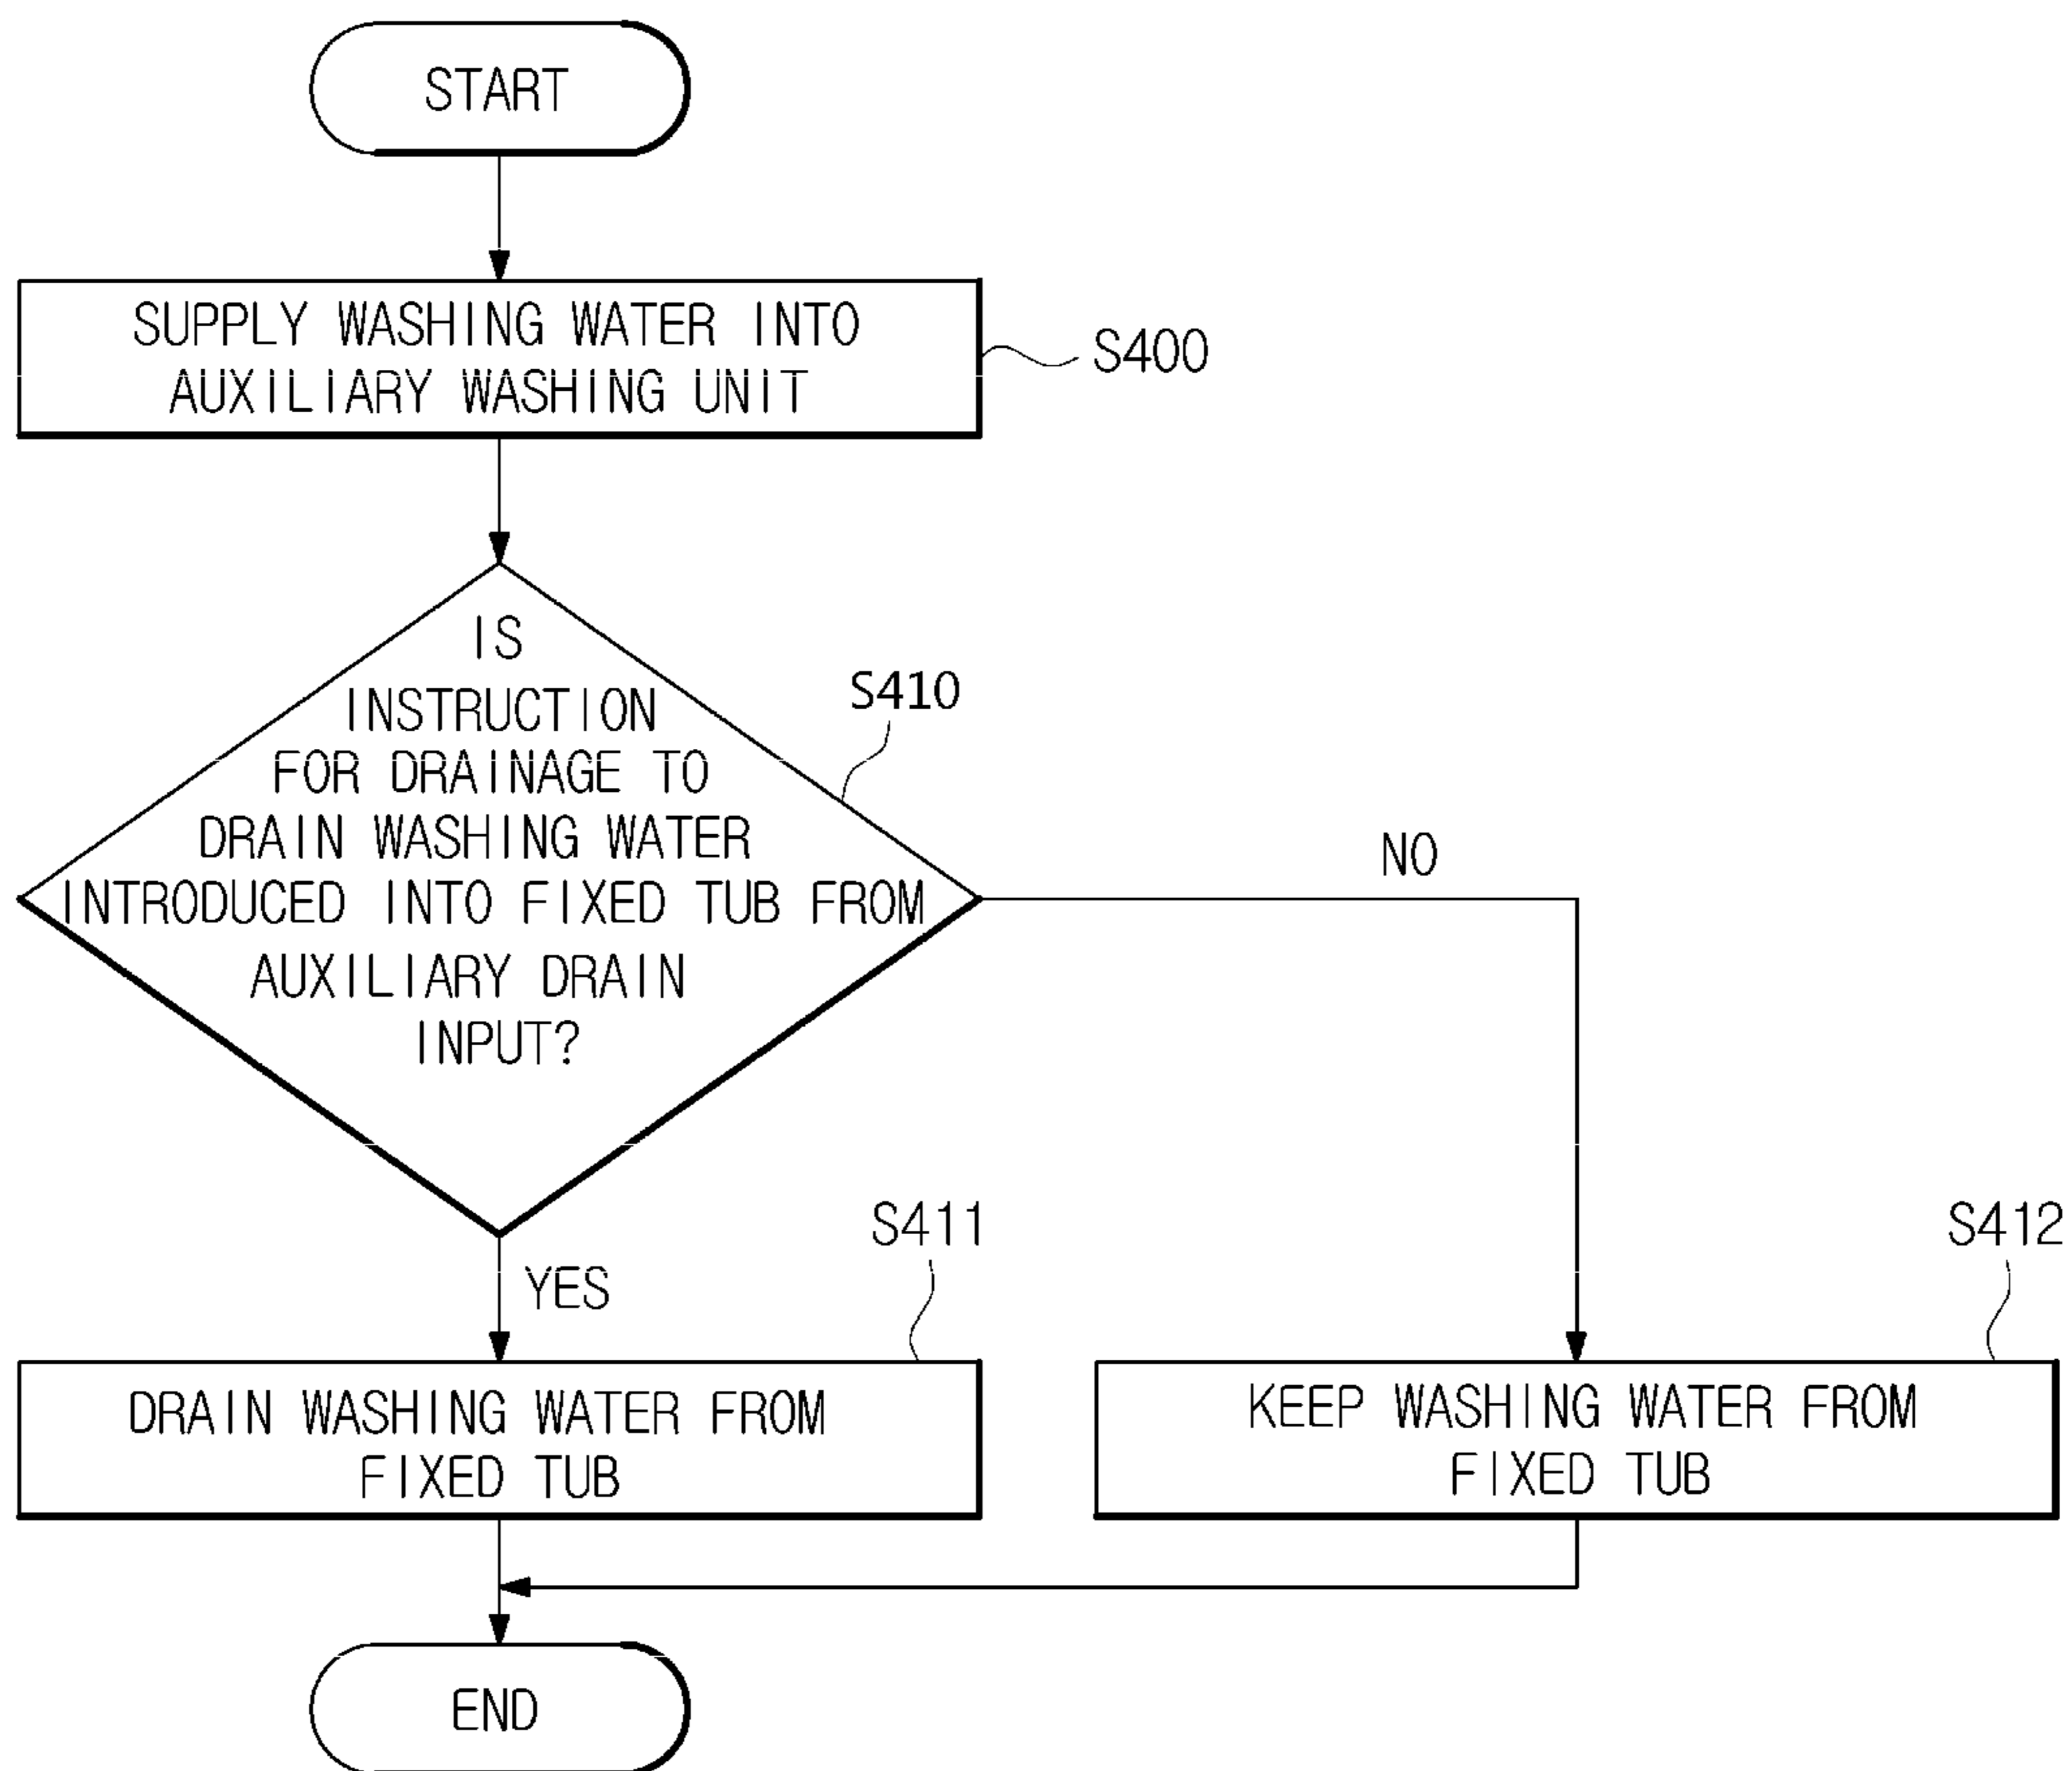 START
SUPPLY WASHING WATER INTO
AUXILIARY WASHING UNIT
S400
IS
INSTRUCTION
FOR DRAINAGE TO
DRAIN WASHING WATER
INTRODUCED INTO FIXED TUB FROM
AUXILIARY DRAIN
INPUT?
S410
NO
YES
S411
DRAIN WASHING WATER FROM
FIXED TUB
S412
KEEP WASHING WATER FROM
FIXED TUB
END